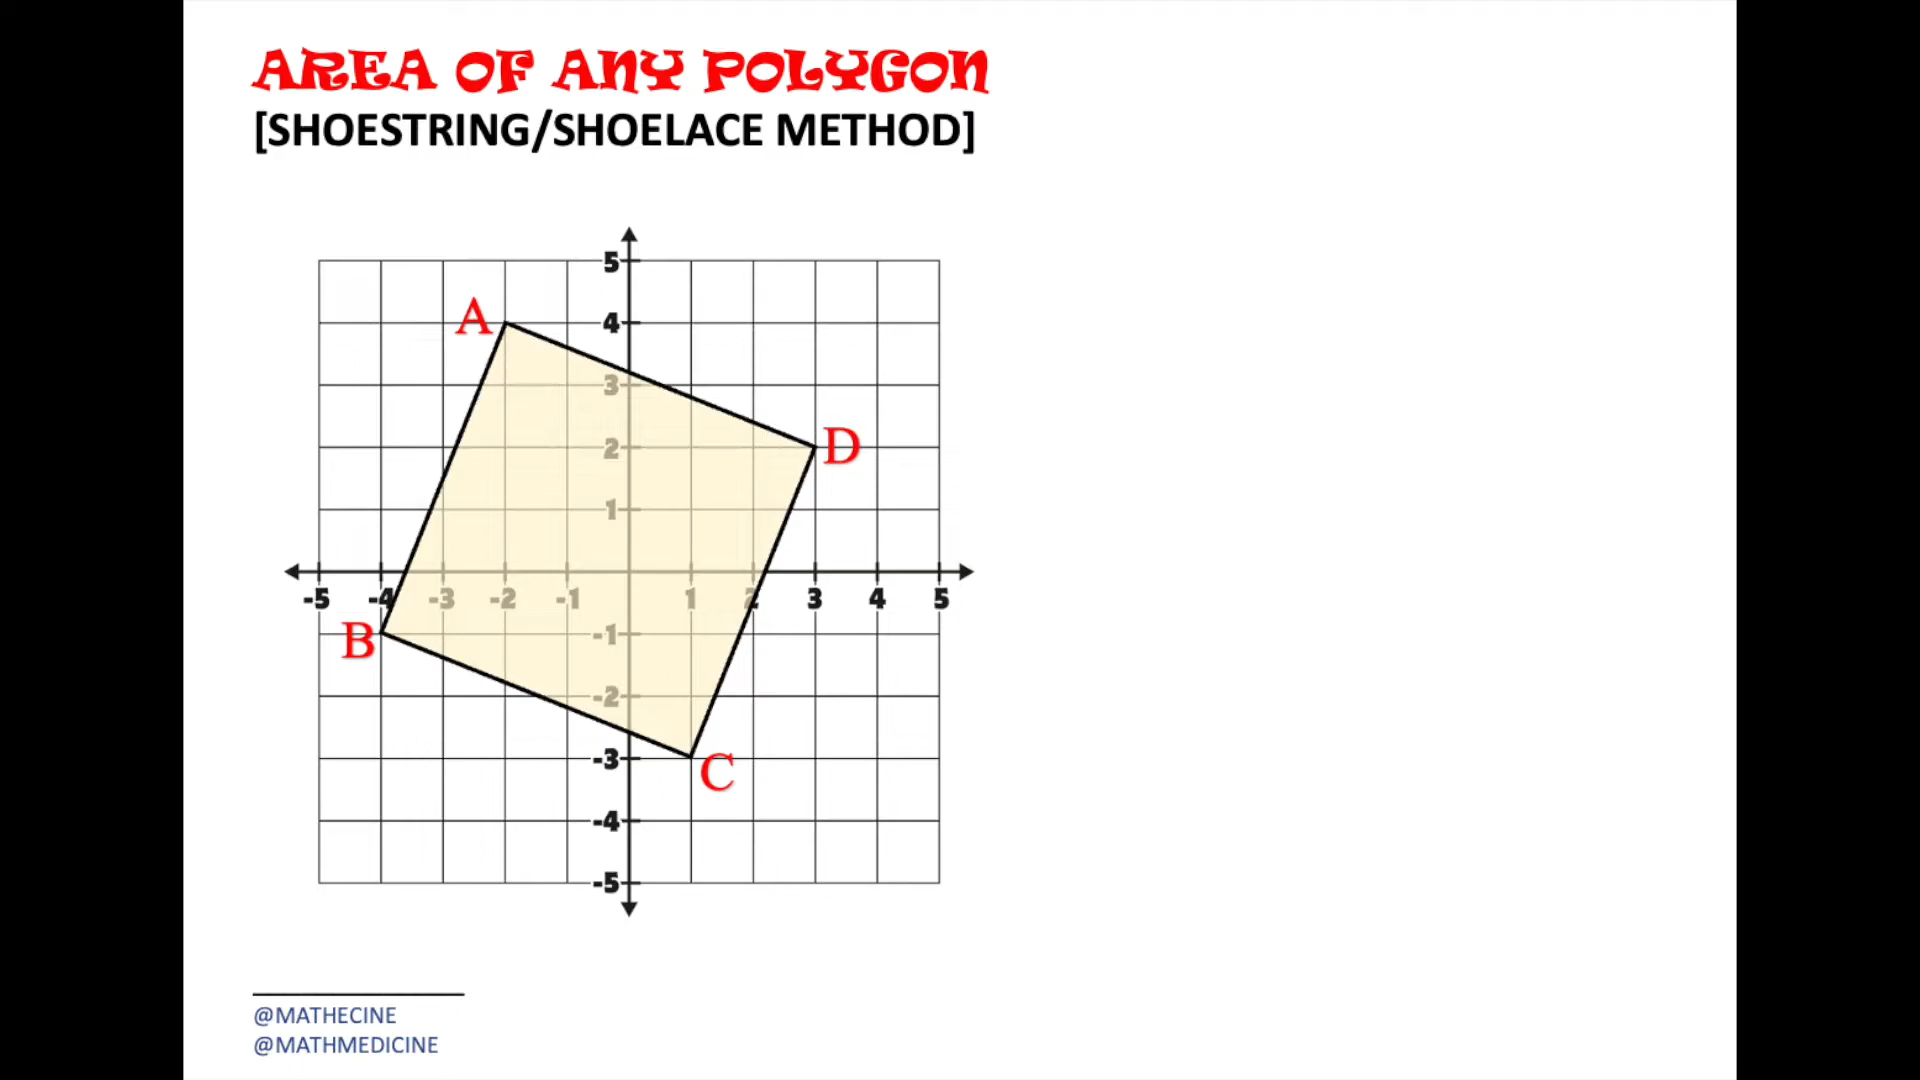 AREA OF ANY POLYGON
[SHOESTRING/SHOELACE METHOD]
5
A
4
3
D
2
1
-5 -4 -3 -2 -1 1 2 3 4 5
B
-1
-2
-3
C
-4
-5
@MATHECINE
@MATHMEDICINE